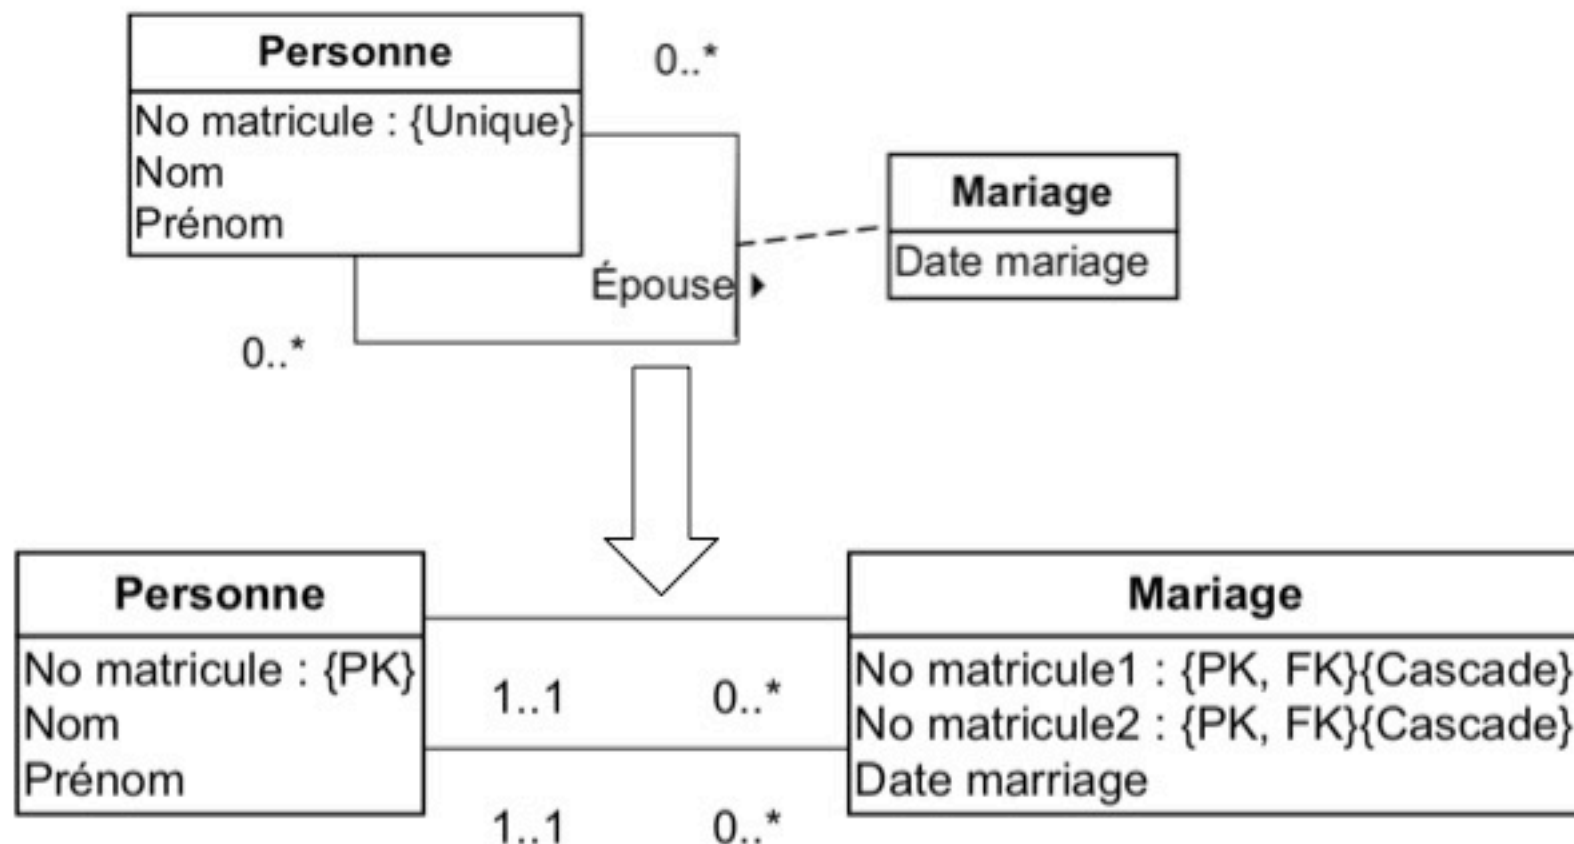 Personne
0..*
No matricule : {Unique}
Nom
Prénom
Mariage
Date mariage
Épouse
0..*
Personne
No matricule : {PK}
Nom
Prénom
1..1
0..*
1..1
0..*
Mariage
No matricule1 : {PK, FK}{Cascade}
No matricule2 : {PK, FK}{Cascade}
Date marriage